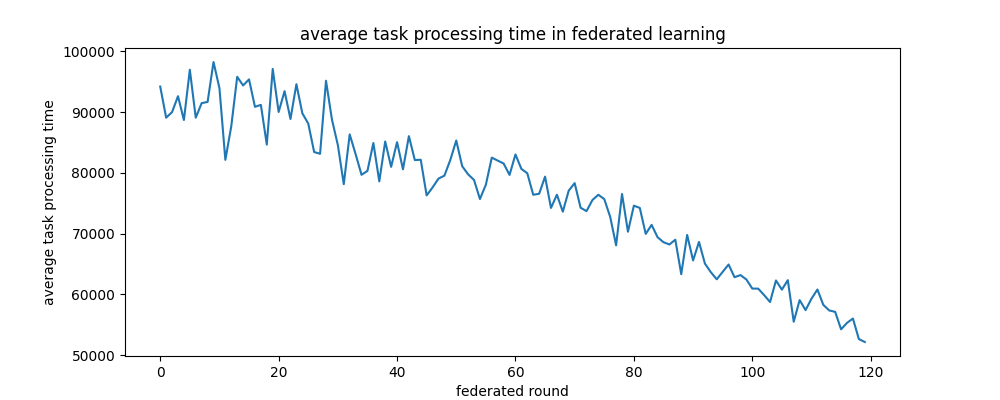 average task processing time in federated learning
average task processing time
100000
90000
80000
70000
60000
50000
0 20 40 60 80 100 120
federated round